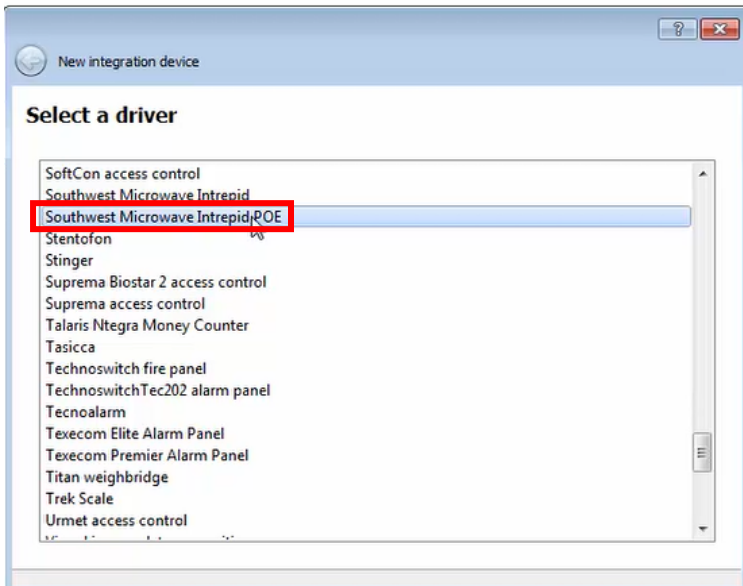 ?
New integration device
Select a driver
SoftCon access control
Southwest Microwave Intrepid
Southwest Microwave Intrepid POE
Stentofon
Stinger
Suprema Biostar 2 access control
Suprema access control
Talaris Ntegra Money Counter
Tasicca
Technoswitch fire panel
TechnoswitchTec202 alarm panel
Tecnoalarm
Texecom Elite Alarm Panel
Texecom Premier Alarm Panel
Titan weighbridge
Trek Scale
Urmet access control